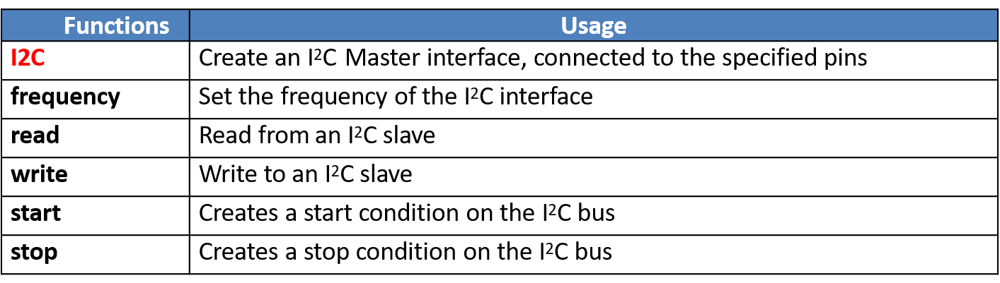 Functions Usage
I2C Create an I²C Master interface, connected to the specified pins
frequency Set the frequency of the I²C interface
read Read from an I²C slave
write Write to an I²C slave
start Creates a start condition on the I²C bus
stop Creates a stop condition on the I²C bus